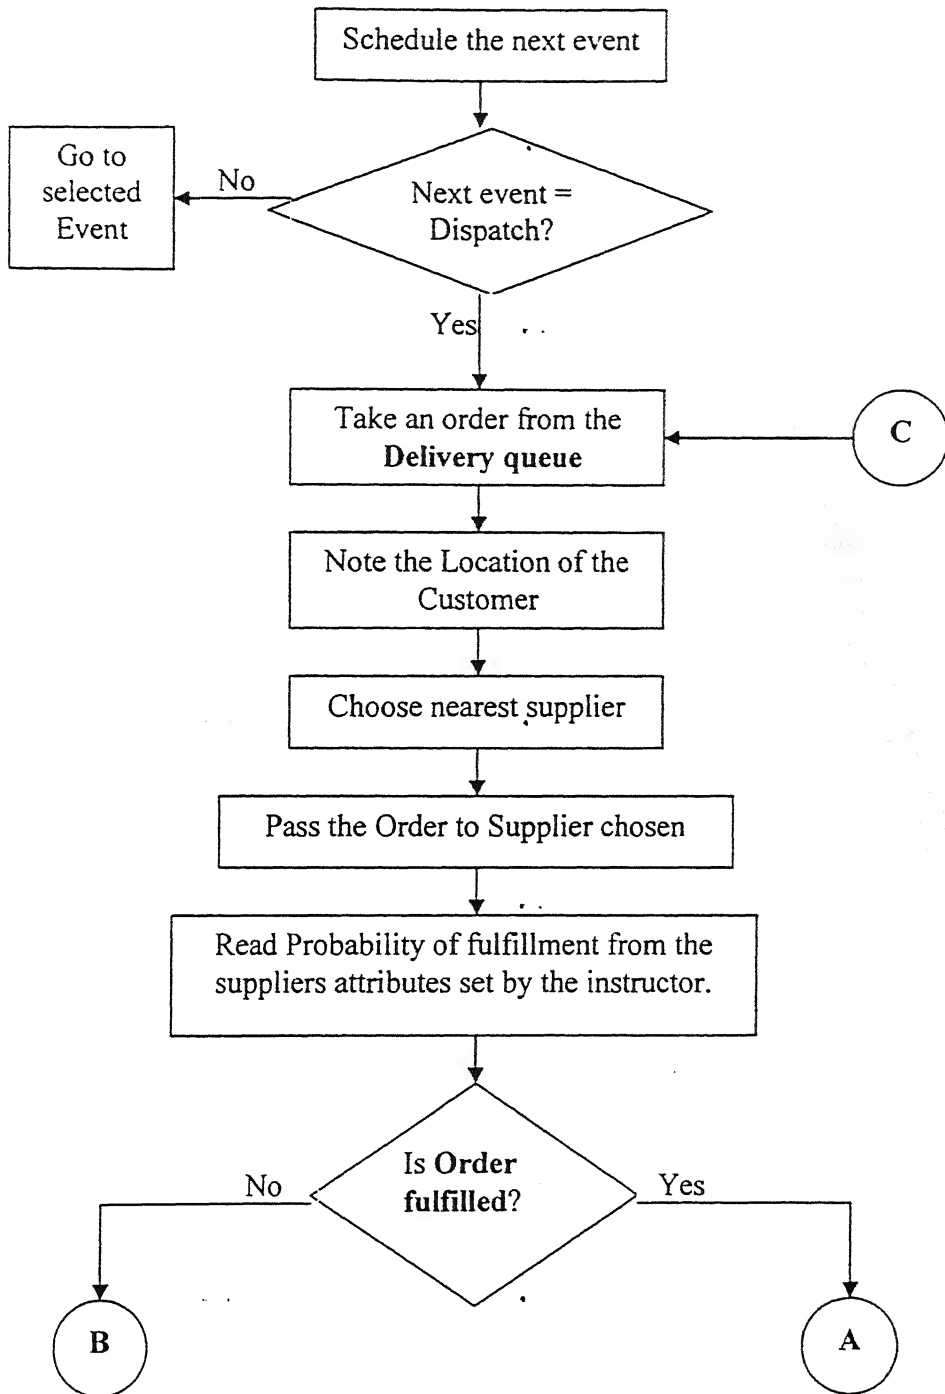 Schedule the next event
Go to
selected
Event
No
Next event =
Dispatch?
Yes
Take an order from the
Delivery queue
C
Note the Location of the
Customer
Choose nearest supplier
Pass the Order to Supplier chosen
Read Probability of fulfillment from the
suppliers attributes set by the instructor.
Is Order
fulfilled?
No
Yes
B
A